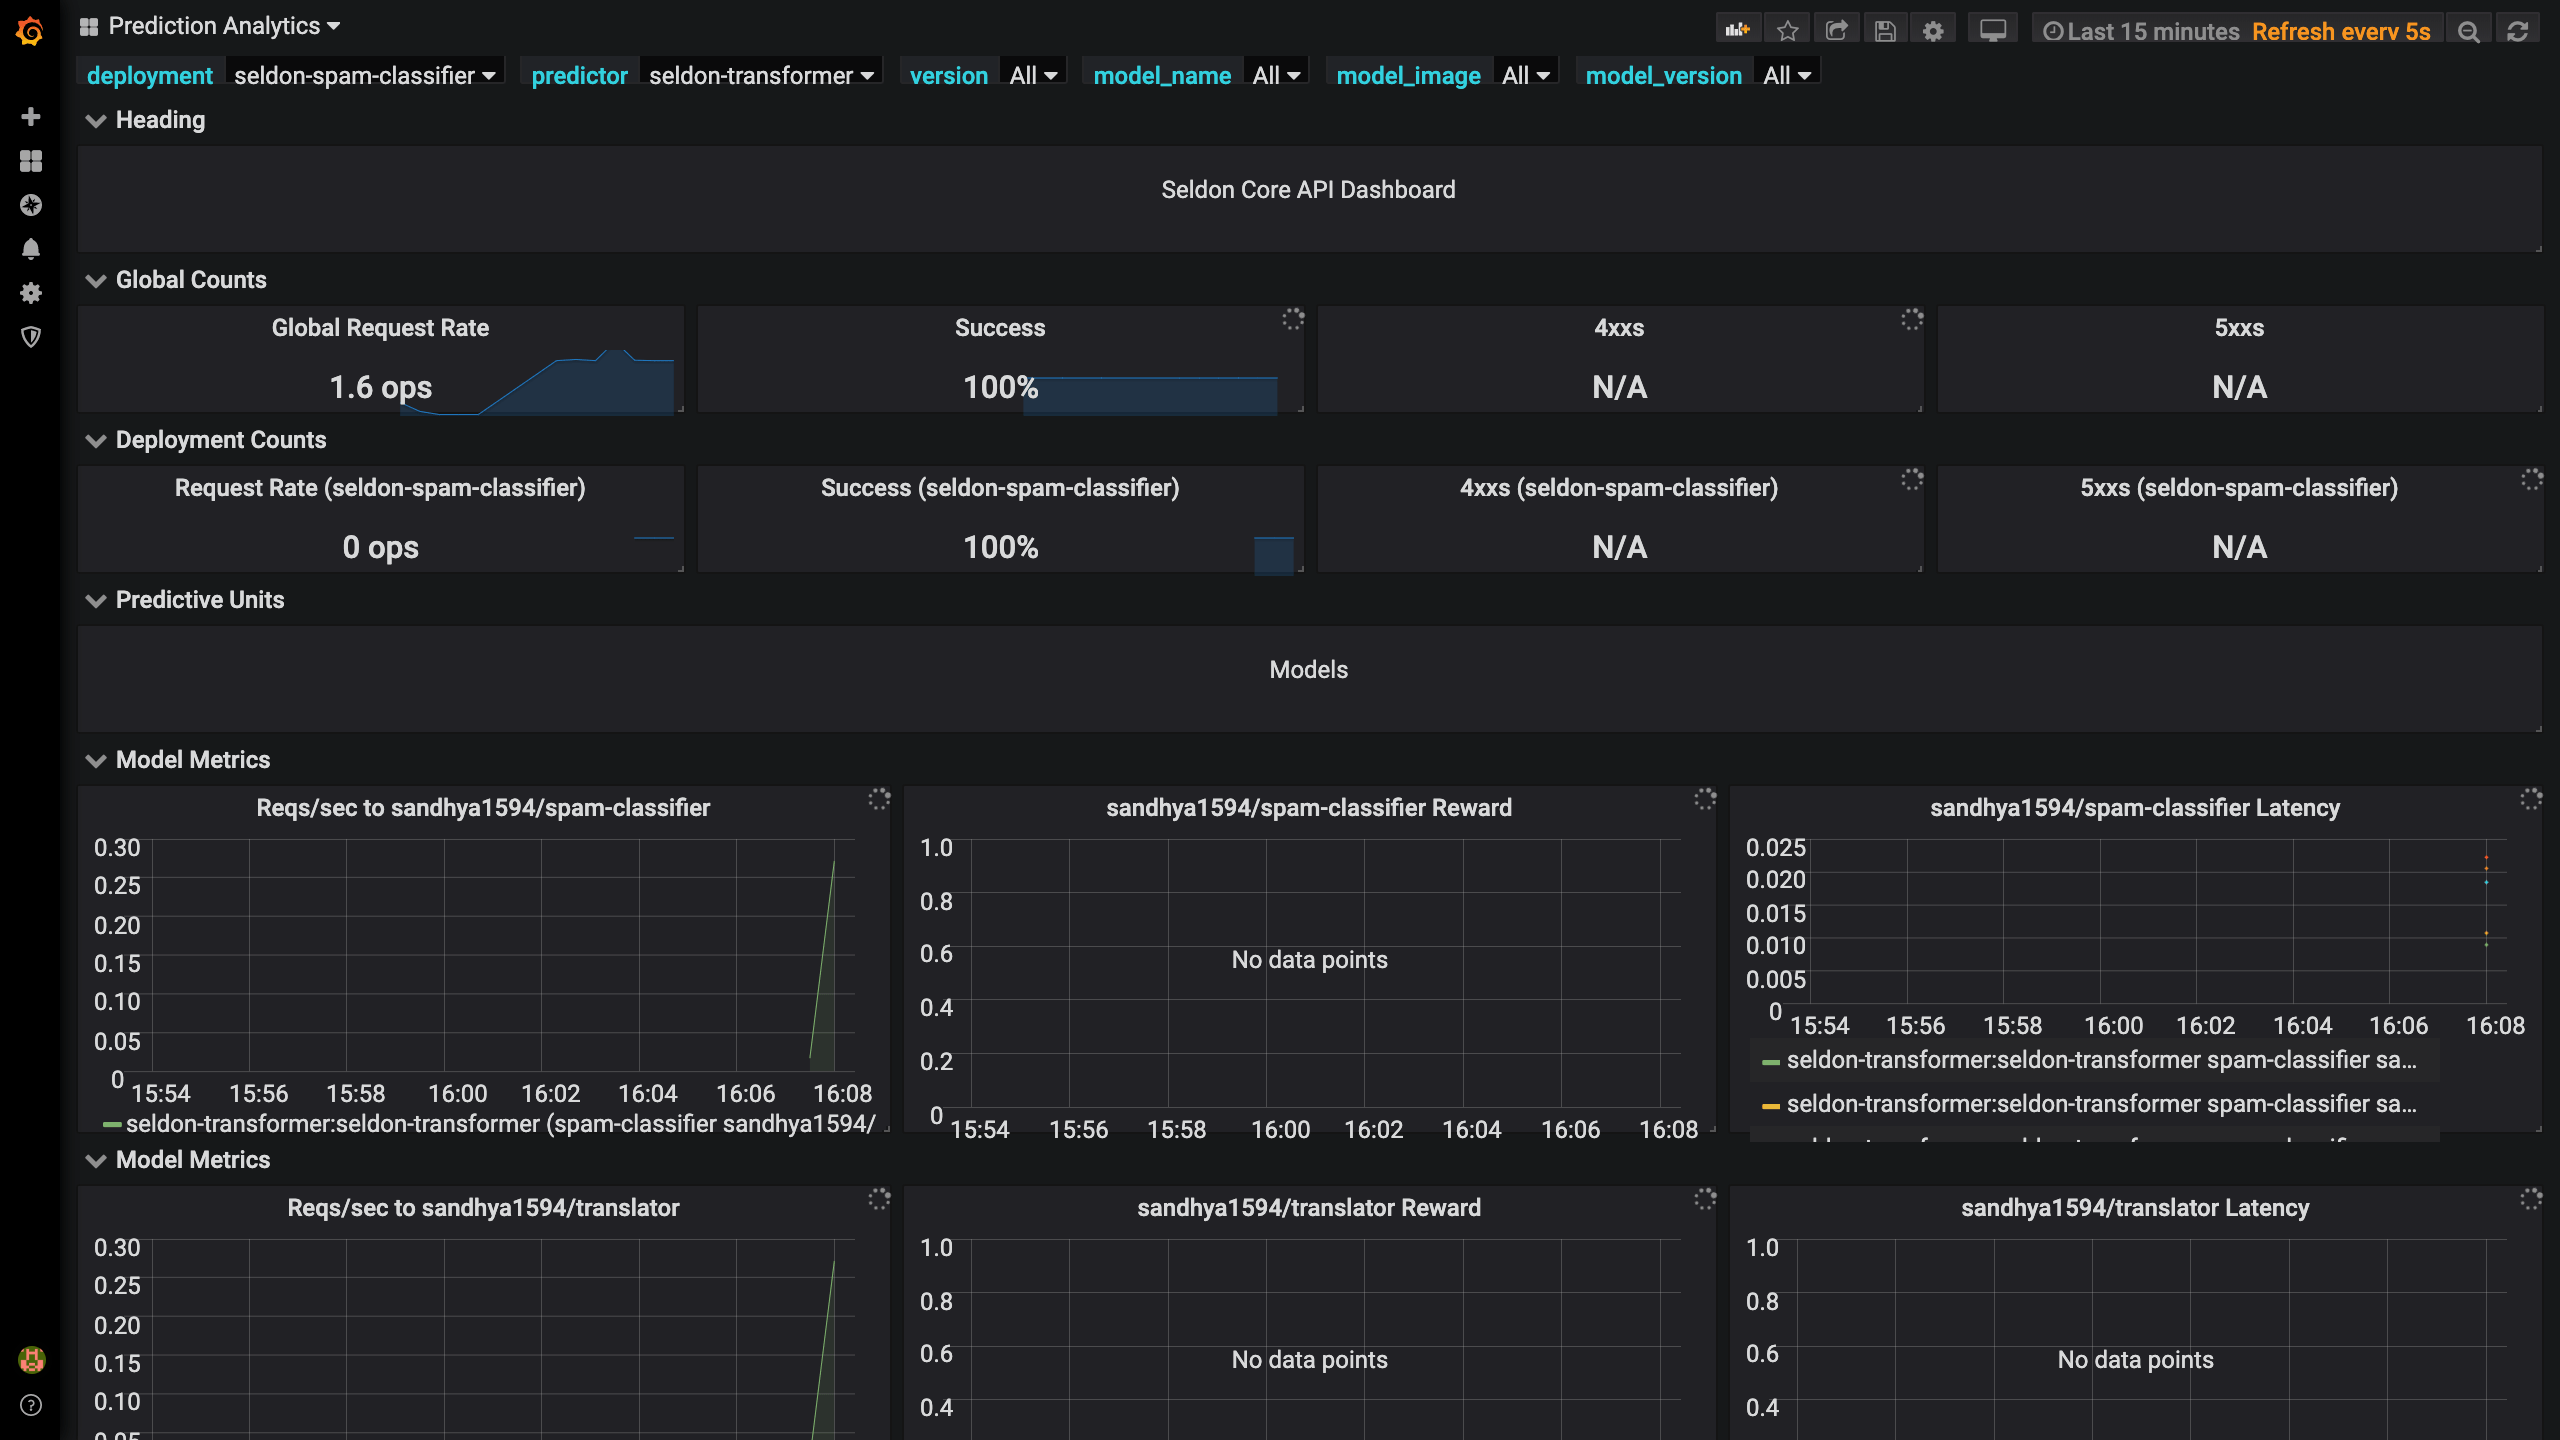 Prediction Analytics
Last 15 minutes Refresh every 5s
deployment seldon-spam-classifier predictor seldon-transformer version All model_name All model_image All model_version All
Heading
Seldon Core API Dashboard
Global Counts
Global Request Rate Success 4xxs 5xxs
1.6 ops 100% N/A N/A
Deployment Counts
Request Rate (seldon-spam-classifier) Success (seldon-spam-classifier) 4xxs (seldon-spam-classifier) 5xxs (seldon-spam-classifier)
0 ops 100% N/A N/A
Predictive Units
Models
Model Metrics
Reqs/sec to sandhya1594/spam-classifier
0.30
0.25
0.20
0.15
0.10
0.05
0
15:54 15:56 15:58 16:00 16:02 16:04 16:06 16:08
seldon-transformer:seldon-transformer (spam-classifier sandhya1594/
sandhya1594/spam-classifier Reward
1.0
0.8
0.6
0.4
0.2
0
No data points
15:54 15:56 15:58 16:00 16:02 16:04 16:06 16:08
sandhya1594/spam-classifier Latency
0.025
0.020
0.015
0.010
0.005
0
15:54 15:56 15:58 16:00 16:02 16:04 16:06 16:08
seldon-transformer:seldon-transformer spam-classifier sa...
seldon-transformer:seldon-transformer spam-classifier sa...
Model Metrics
Reqs/sec to sandhya1594/translator
0.30
0.25
0.20
0.15
0.10
sandhya1594/translator Reward
1.0
0.8
0.6
0.4
No data points
sandhya1594/translator Latency
1.0
0.8
0.6
0.4
No data points